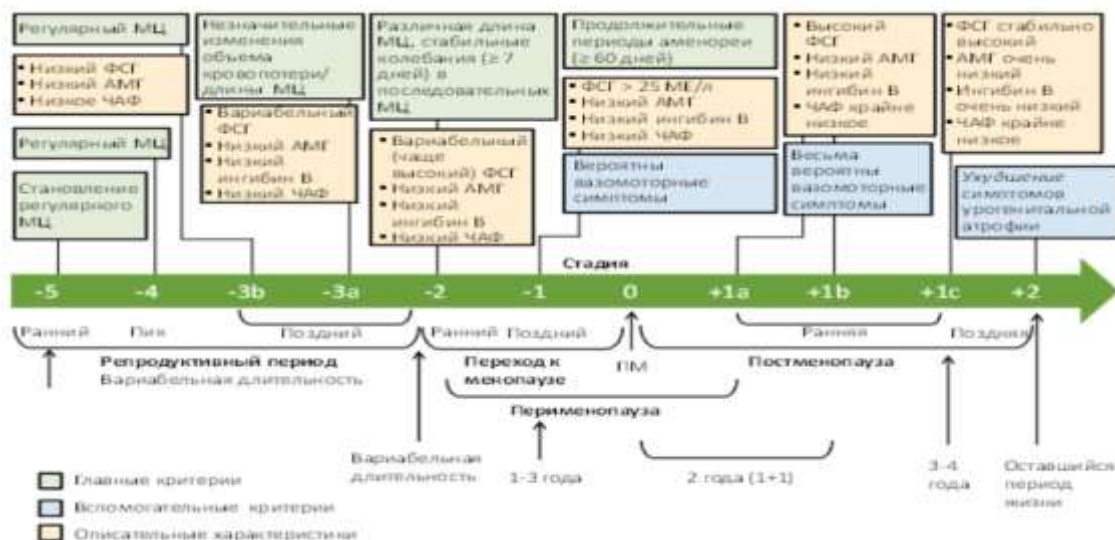 Регулярный МЦ
▪ Низкий ФСГ
▪ Низкий АМГ
▪ Низкое ЧАФ
Регулярный МЦ
Становление
регулярного
МЦ
Незначительные
изменения
объема
кровопотери/
длины МЦ
▪ Вариабельный
ФСГ
▪ Низкий АМГ
▪ Низкий
ингибин В
▪ Низкий ЧАФ
Различная длина
МЦ, стабильные
колебания (≥ 7
дней) в
последовательных
МЦ
▪ Вариабельный
(чаще
высокий) ФСГ
▪ Низкий АМГ
▪ Низкий
ингибин В
▪ Низкий ЧАФ
Продолжительные
периоды аменореи
(≥ 60 дней)
▪ ФСГ > 25 МЕ/л
▪ Низкий АМГ
▪ Низкий ингибин В
▪ Низкий ЧАФ
Вероятны
вазомоторные
симптомы
▪ Высокий
ФСГ
▪ Низкий АМГ
▪ Низкий
ингибин В
▪ ЧАФ крайне
низкое
Весьма
вероятны
вазомоторные
симптомы
▪ ФСГ стабильно
высокий
▪ АМГ очень
низкий
▪ Ингибин В
очень низкий
▪ ЧАФ крайне
низкое
Ухудшение
симптомов
урогенитальной
атрофии
Стадия
-5 -4 -3b -3a -2 -1 0 +1a +1b +1c +2
Ранний Пик Поздний Ранний Поздний Ранняя Поздняя
Репродуктивный период
Вариабельная длительность
Переход к
менопаузе
ПМ
Постменопауза
Перименопауза
Вариабельная
длительность
1-3 года
2 года (1+1)
3-4
года
Оставшийся
период
жизни
Главные критерии
Вспомогательные критерии
Описательные характеристики